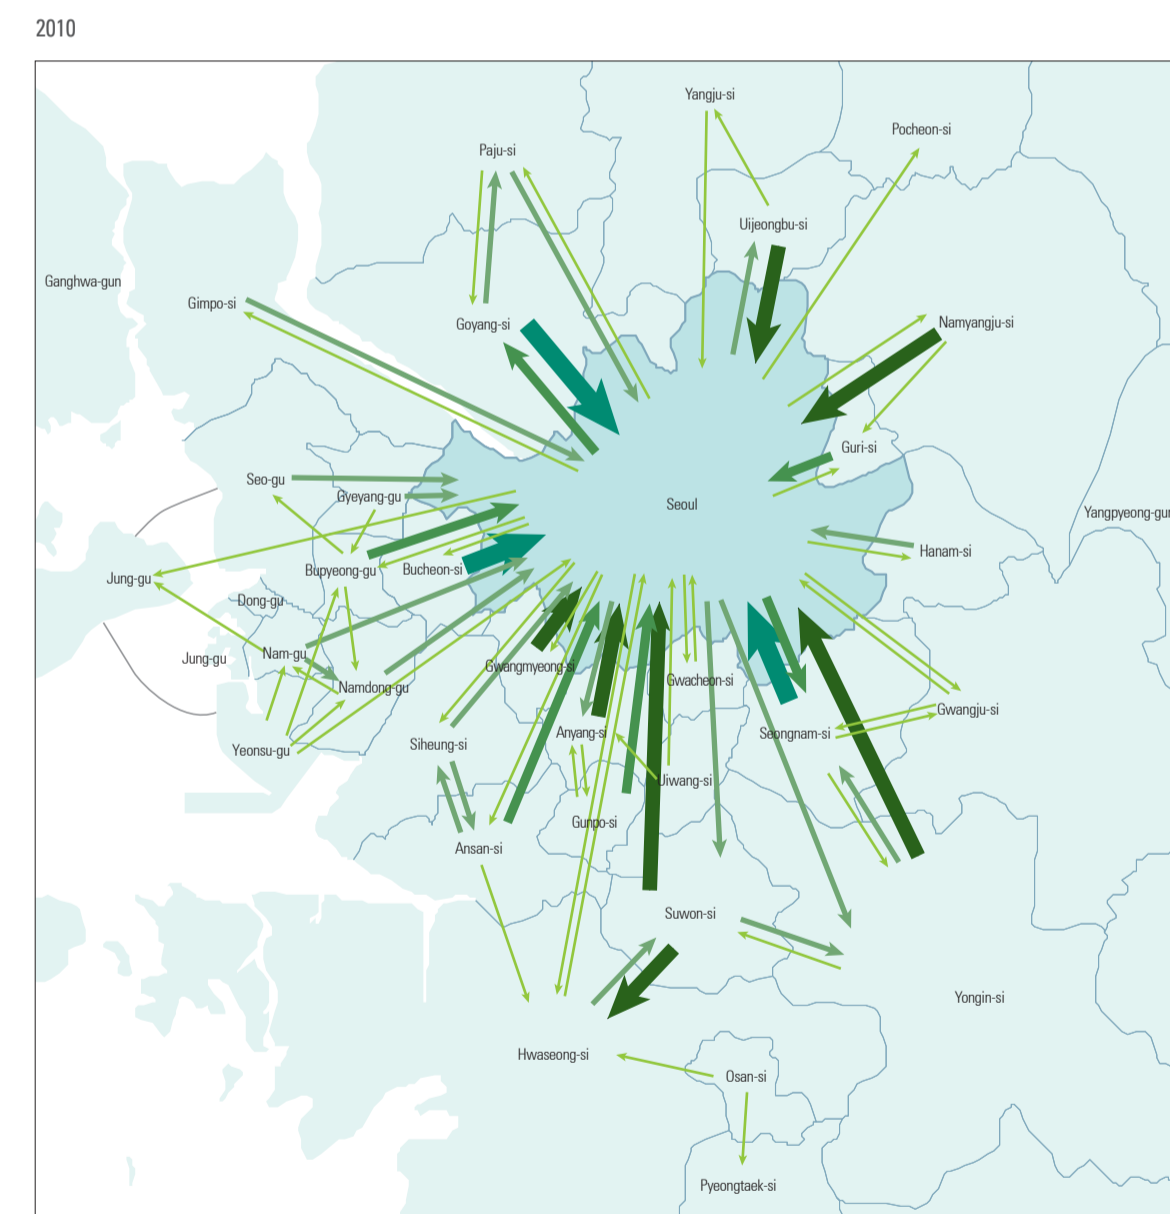 2010
Yangju-si
Pocheon-si
Paju-si
Uijeongbu-si
Ganghwa-gun
Gimpo-si
Goyang-si
Namyangju-si
Guri-si
Seo-gu
Gyeyang-gu
Seoul
Yangpyeong-gun
Hanam-si
Bupyeong-gu
Bucheon-si
Jung-gu
Dong-gu
Jung-gu
Nam-gu
Gwangmyeong-si
Gwacheon-si
Namdong-gu
Gwangju-si
Yeonsu-gu
Siheung-si
Anyang-si
Seongnam-si
Uiwang-si
Gunpo-si
Ansan-si
Suwon-si
Yongin-si
Hwaseong-si
Osan-si
Pyeongtaek-si